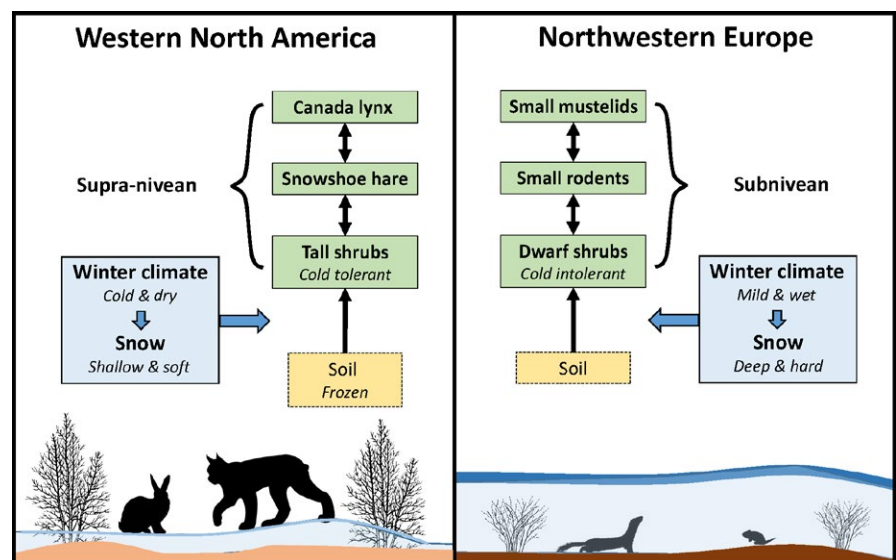 Western North America
Canada lynx
Snowshoe hare
Supra-nivean
Tall shrubs
Cold tolerant
Winter climate
Cold & dry
Snow
Shallow & soft
Soil
Frozen
Northwestern Europe
Small mustelids
Small rodents
Subnivean
Dwarf shrubs
Cold intolerant
Winter climate
Mild & wet
Snow
Deep & hard
Soil